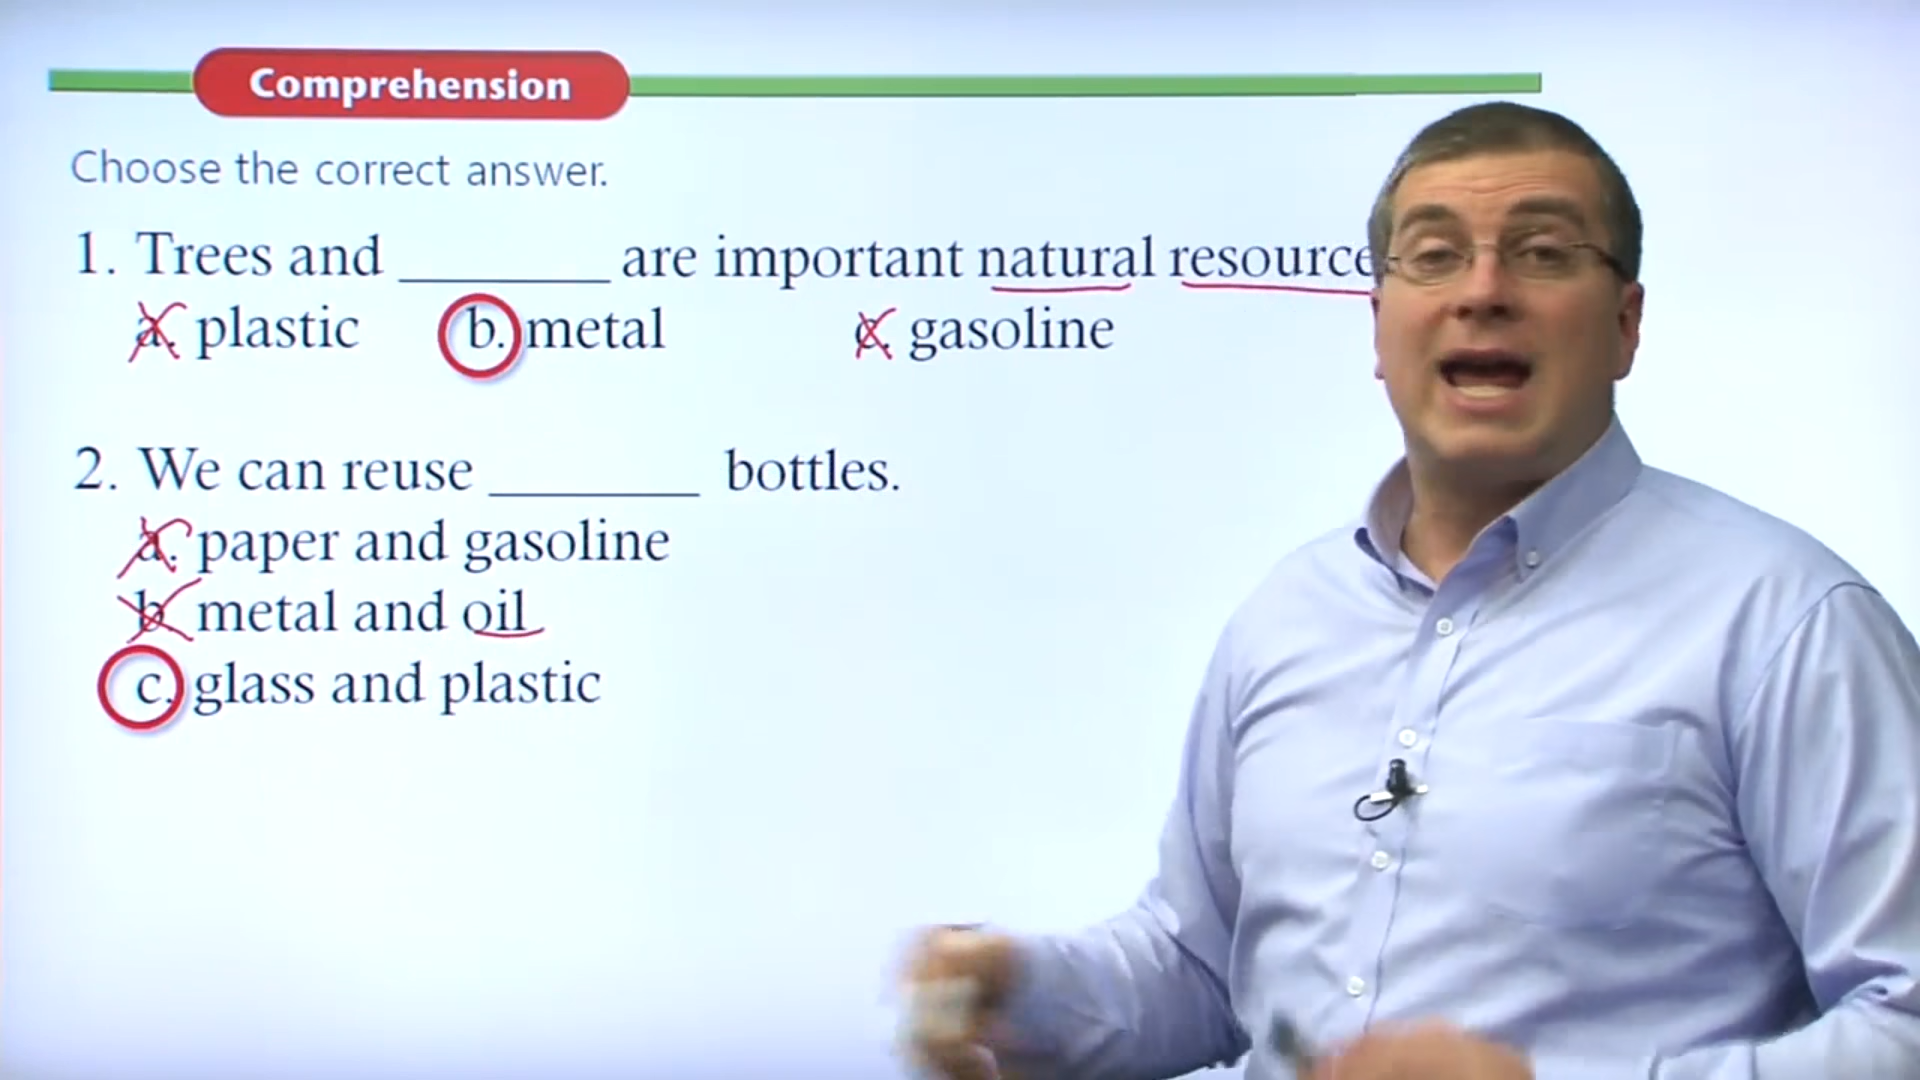 Comprehension
Choose the correct answer.
1. Trees and ________ are important natural resource
a. plastic b. metal c. gasoline
2. We can reuse ________ bottles.
a. paper and gasoline
b. metal and oil
c. glass and plastic